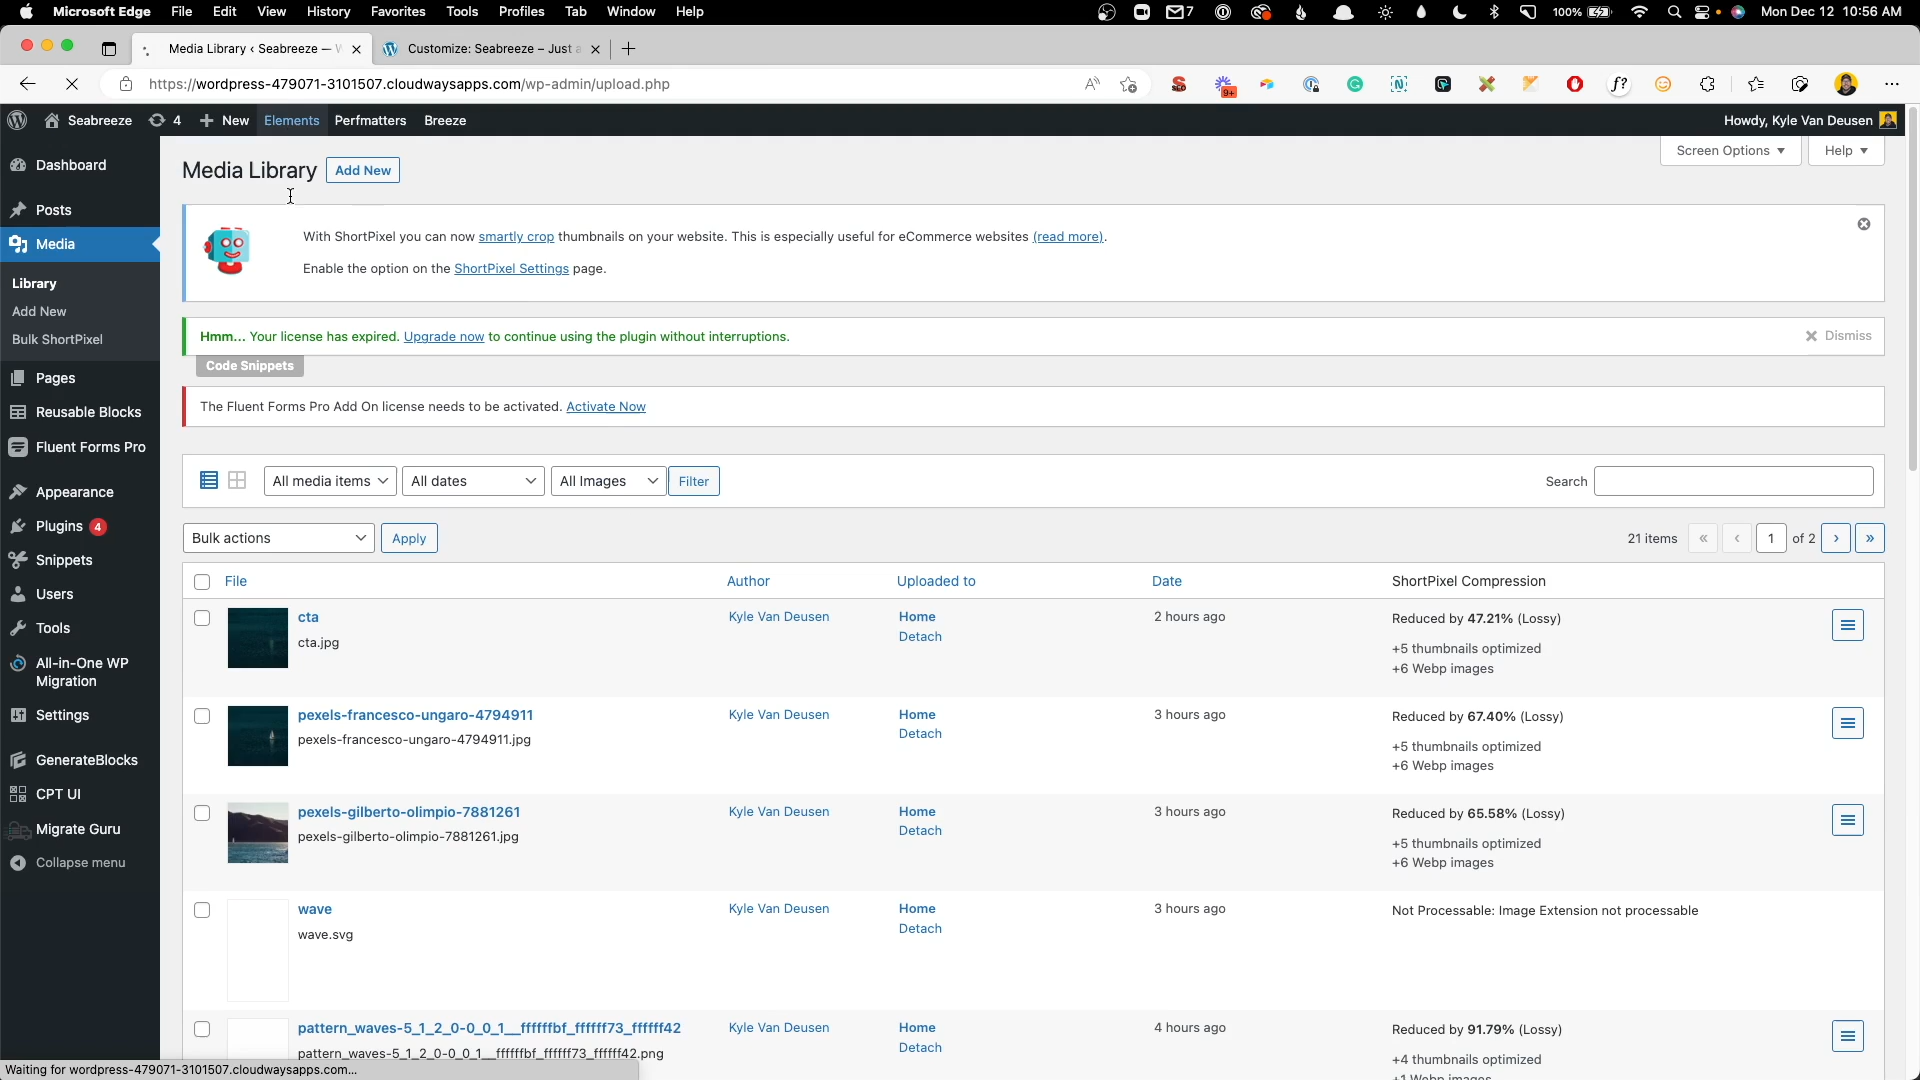 Microsoft Edge File Edit View History Favorites Tools Profiles Tab Window Help 7 100% Mon Dec 12 10:56 AM
Media Library ‹ Seabreeze — W Customize: Seabreeze – Just a
https://wordpress-479071-3101507.cloudwaysapps.com/wp-admin/upload.php 9+ f?
Seabreeze 4 New Elements Perfmatters Breeze Howdy, Kyle Van Deusen
Screen Options Help
Media Library Add New
Dashboard
Posts
Media
Library
Add New
Bulk ShortPixel
Pages
Reusable Blocks
Fluent Forms Pro
Appearance
Plugins 4
Snippets
Users
Tools
All-in-One WP
Migration
Settings
GenerateBlocks
CPT UI
Migrate Guru
Collapse menu
With ShortPixel you can now smartly crop thumbnails on your website. This is especially useful for eCommerce websites (read more).
Enable the option on the ShortPixel Settings page.
Hmm... Your license has expired. Upgrade now to continue using the plugin without interruptions. Dismiss
Code Snippets
The Fluent Forms Pro Add On license needs to be activated. Activate Now
All media items All dates All Images Filter Search
Bulk actions Apply 21 items « ‹ 1 of 2 › »
File Author Uploaded to Date ShortPixel Compression
cta Kyle Van Deusen Home 2 hours ago Reduced by 47.21% (Lossy)
cta.jpg Detach
+5 thumbnails optimized
+6 Webp images
pexels-francesco-ungaro-4794911 Kyle Van Deusen Home 3 hours ago Reduced by 67.40% (Lossy)
pexels-francesco-ungaro-4794911.jpg Detach
+5 thumbnails optimized
+6 Webp images
pexels-gilberto-olimpio-7881261 Kyle Van Deusen Home 3 hours ago Reduced by 65.58% (Lossy)
pexels-gilberto-olimpio-7881261.jpg Detach
+5 thumbnails optimized
+6 Webp images
wave Kyle Van Deusen Home 3 hours ago Not Processable: Image Extension not processable
wave.svg Detach
pattern_waves-5_1_2_0-0_0_1__ffffffbf_ffffff73_ffffff42 Kyle Van Deusen Home 4 hours ago Reduced by 91.79% (Lossy)
pattern_waves-5_1_2_0-0_0_1__ffffffbf_ffffff73_ffffff42.png Detach
+4 thumbnails optimized
+1 Webp images
Waiting for wordpress-479071-3101507.cloudwaysapps.com...